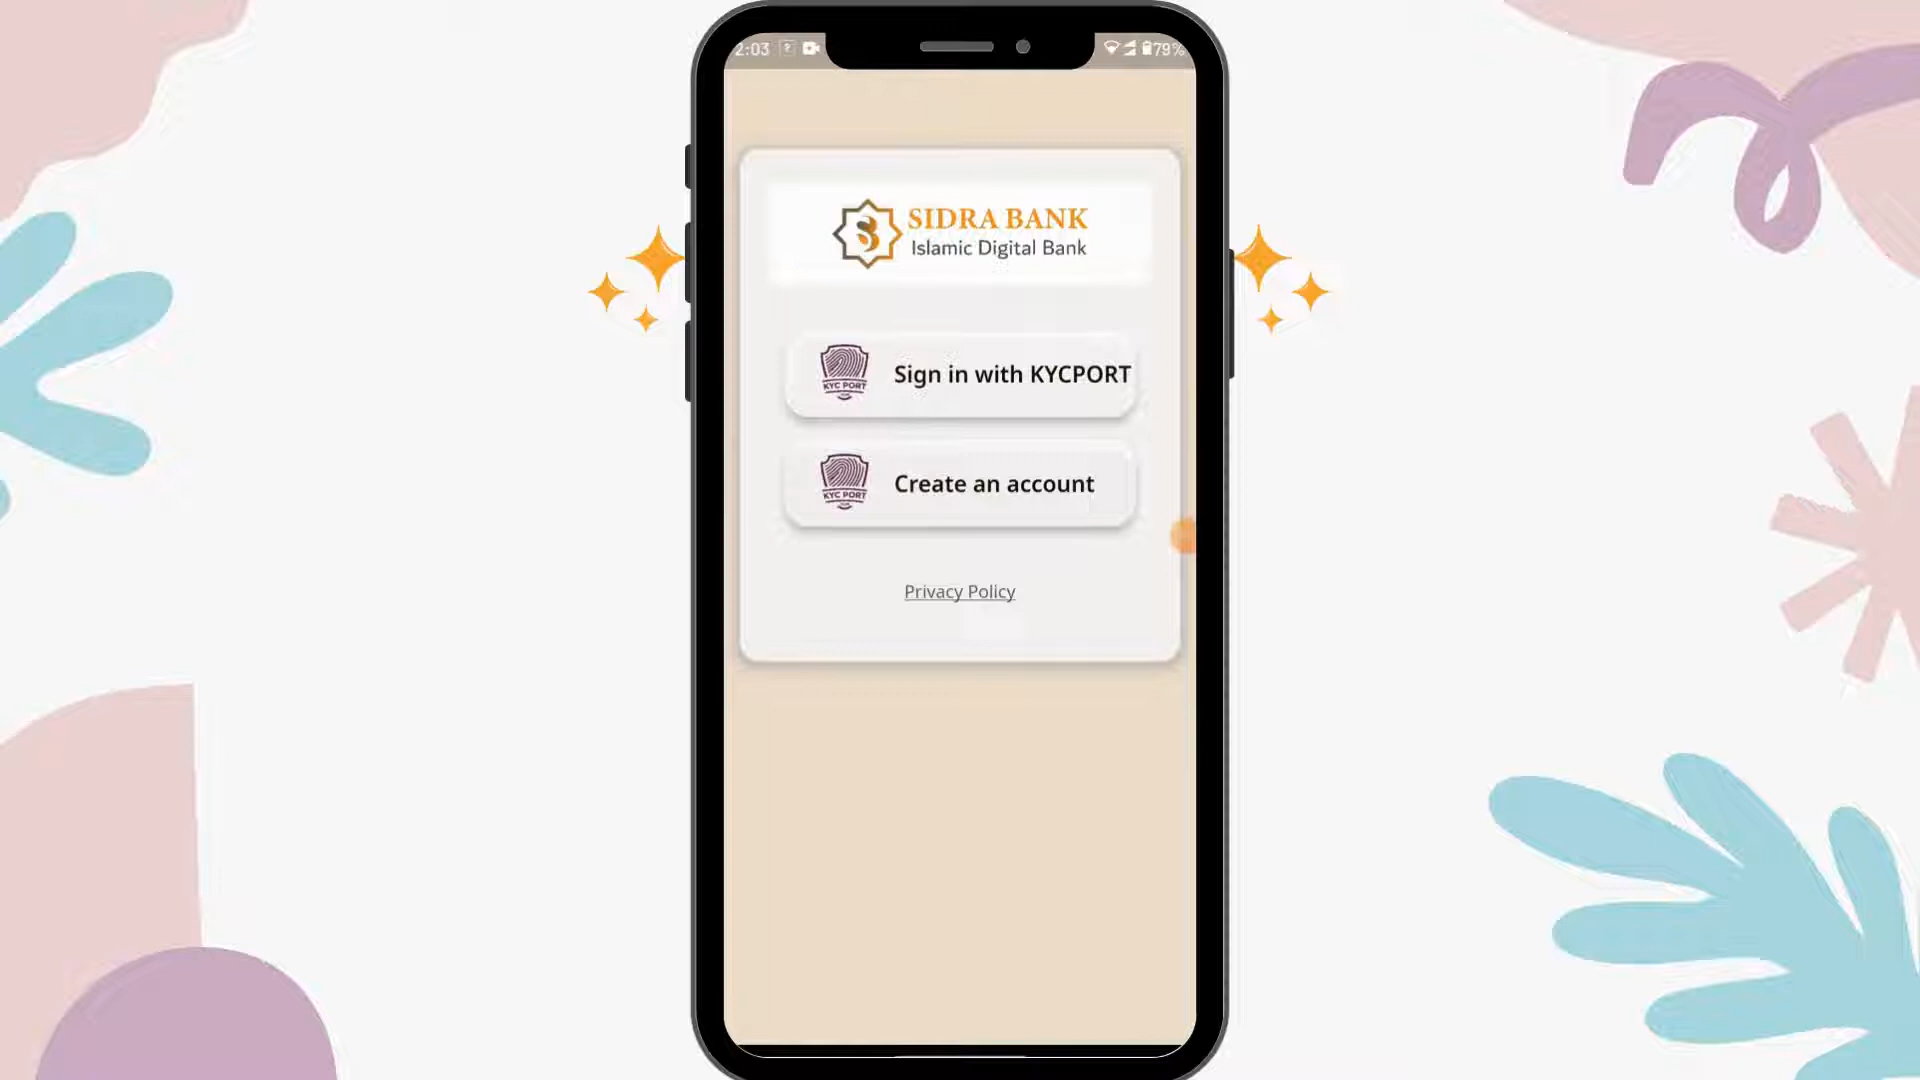 2:03
79%
SIDRA BANK
Islamic Digital Bank
KYC PORT
Sign in with KYCPORT
KYC PORT
Create an account
Privacy Policy